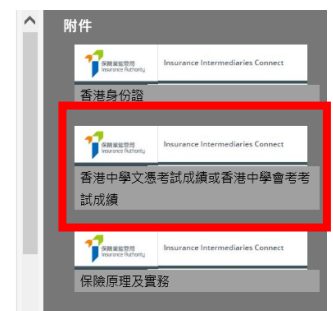 附件
保險業監管局 Insurance Intermediaries Connect
Insurance Authority
香港身份證
保險業監管局 Insurance Intermediaries Connect
Insurance Authority
香港中學文憑考試成績或香港中學會考考
試成績
保險業監管局 Insurance Intermediaries Connect
Insurance Authority
保險原理及實務